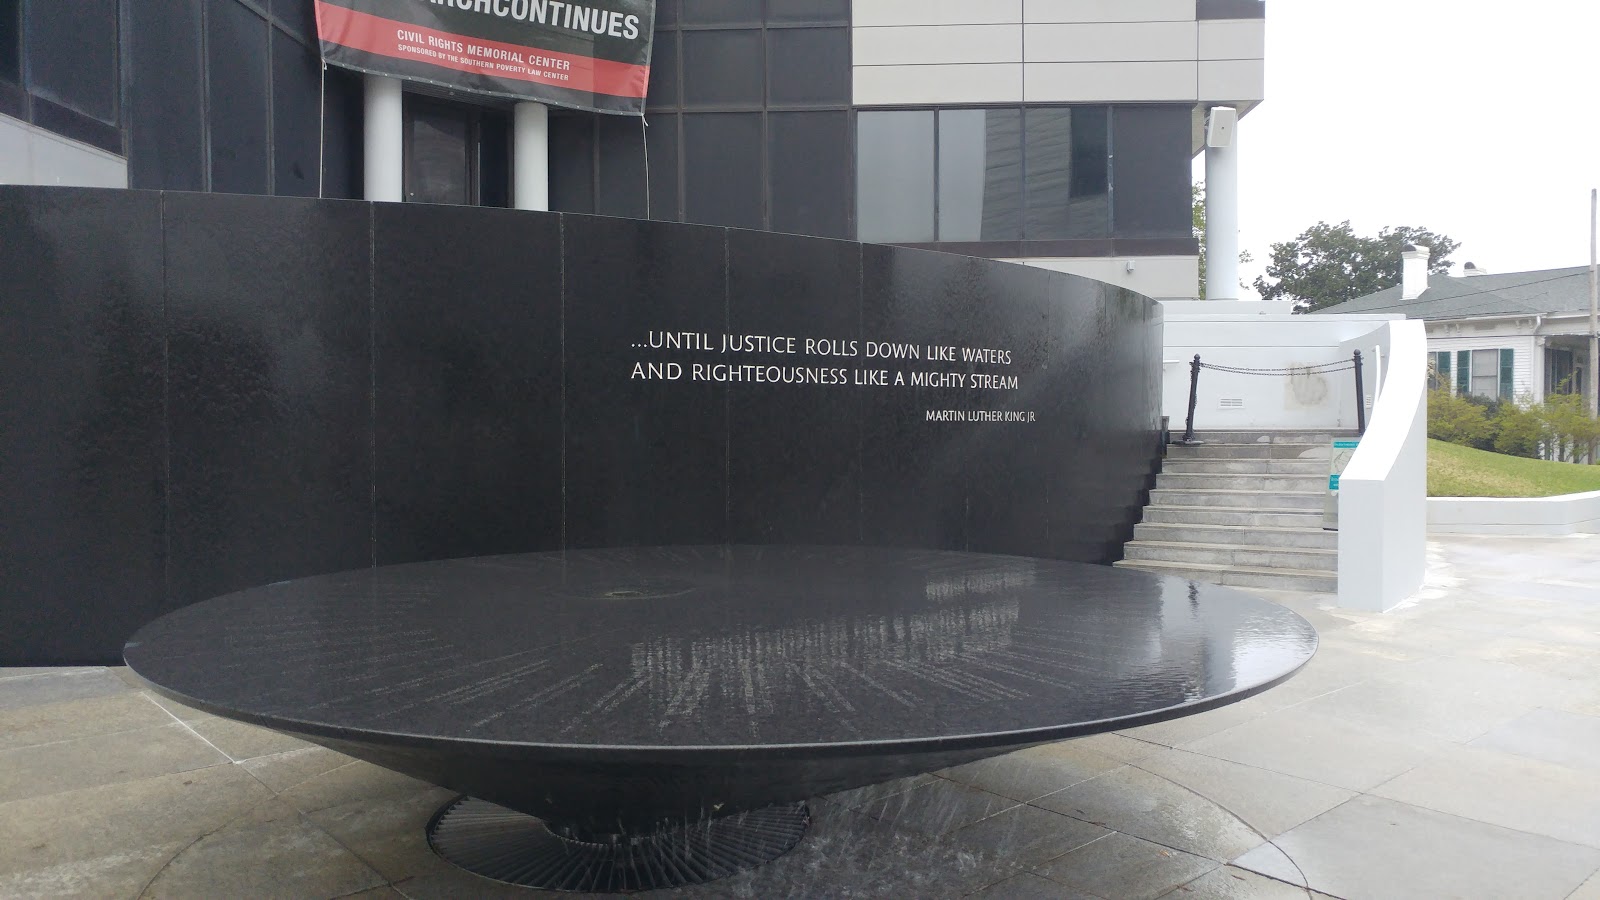 ARCHCONTINUES
CIVIL RIGHTS MEMORIAL CENTER
SPONSORED BY THE SOUTHERN POVERTY LAW CENTER
...UNTIL JUSTICE ROLLS DOWN LIKE WATERS
AND RIGHTEOUSNESS LIKE A MIGHTY STREAM
MARTIN LUTHER KING JR